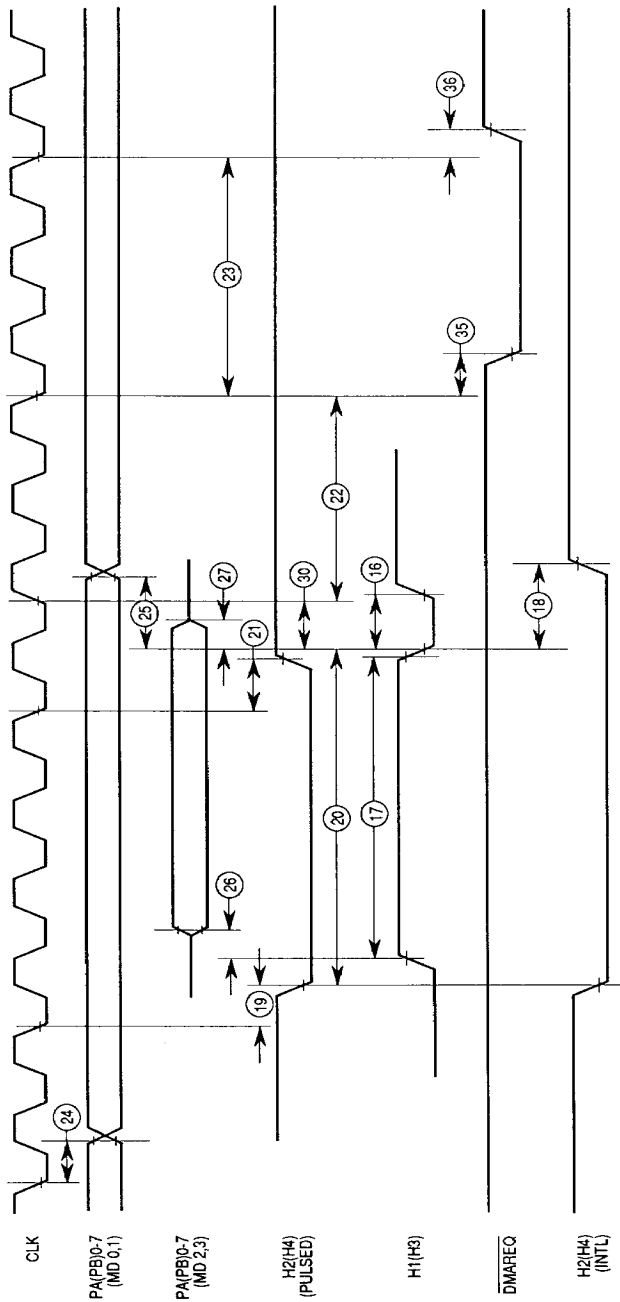 CLK
PA(PB)0-7
(MD 0,1)
PA(PB)0-7
(MD 2,3)
H2(H4)
(PULSED)
H1(H3)
DMAREQ
H2(H4)
(INTL)
24
25
26
27
19
21
23
20
30
22
17
16
35
36
18